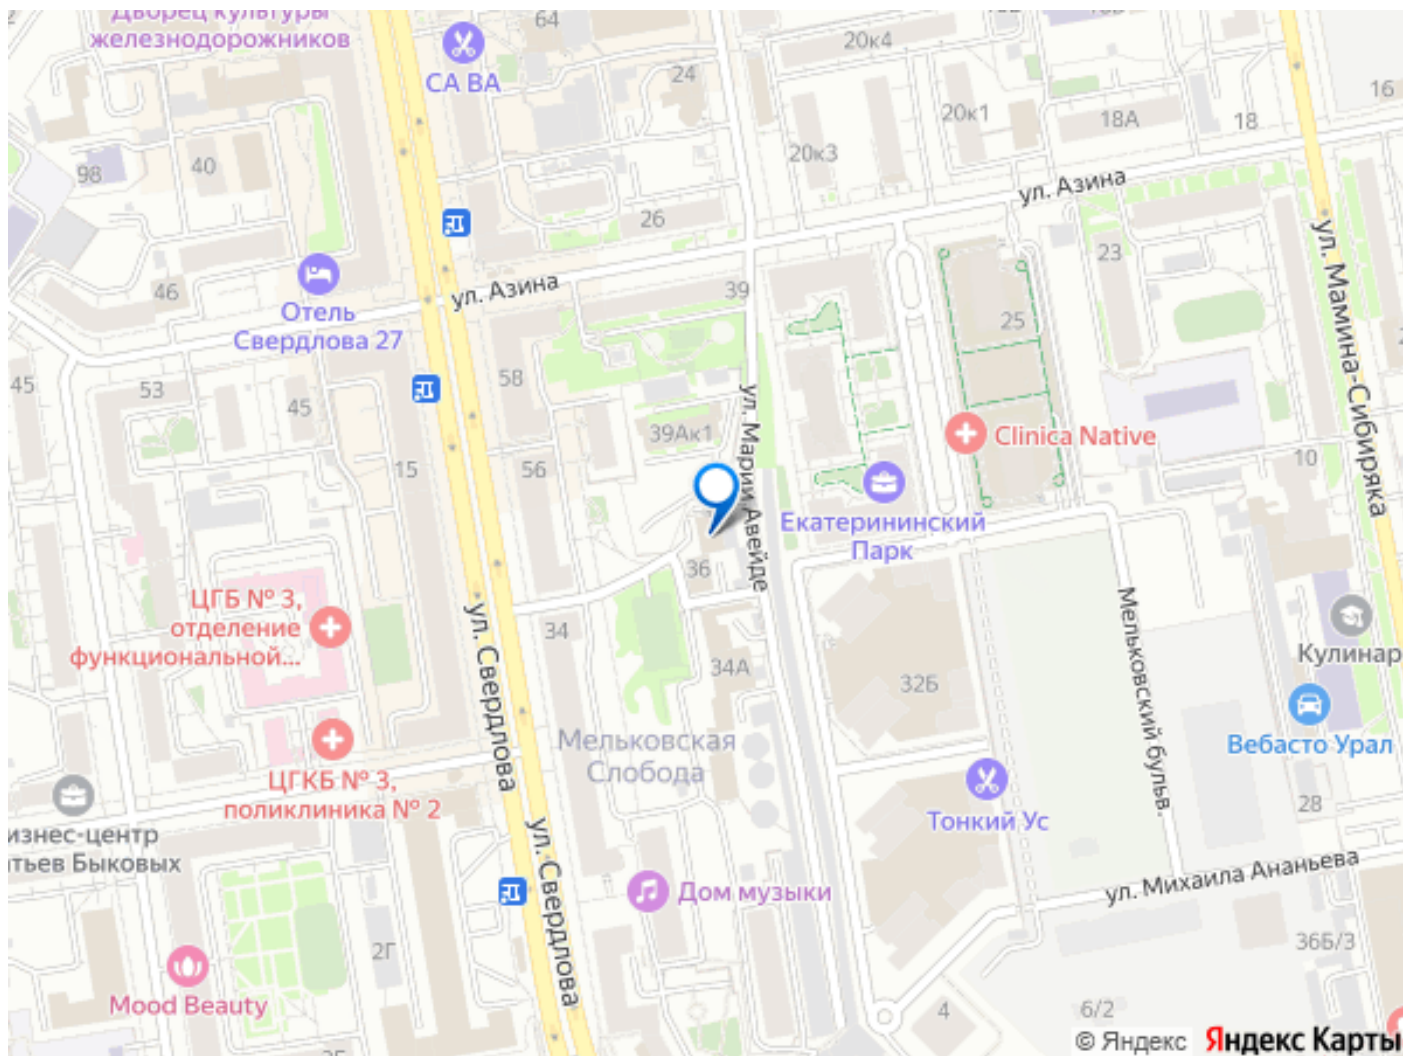 Дворец культуры
железнодорожников
СА ВА
64
24
20к4
20к1
18А
18
16
20к3
98
40
26
ул. Азина
23
46
Отель
Свердлова 27
ул. Азина
39
25
ул. Мамина-Сибиряка
45
53
45
58
39Ак1
ул. Марии Авейде
Clinica Native
15
56
10
Екатерининский
Парк
36
ЦГБ № 3,
отделение
функциональной...
34
34А
32Б
ул. Свердлова
Мельковский бульв.
Кулинар
Мельковская
Слобода
Вебасто Урал
ЦГКБ № 3,
поликлиника № 2
Тонкий Ус
28
изнес-центр
тьев Быковых
ул. Свердлова
Дом музыки
ул. Михаила Ананьева
2Г
36Б/3
Mood Beauty
4
6/2
© Яндекс Яндекс Карты